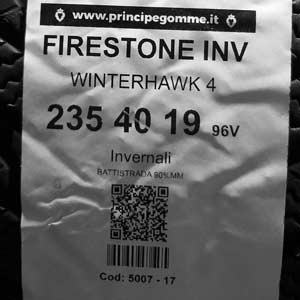 www.principegomme.it
FIRESTONE INV
WINTERHAWK 4
235 40 19 96V
Invernali
BATTISTRADA 90%MM
Cod: 5007 - 17